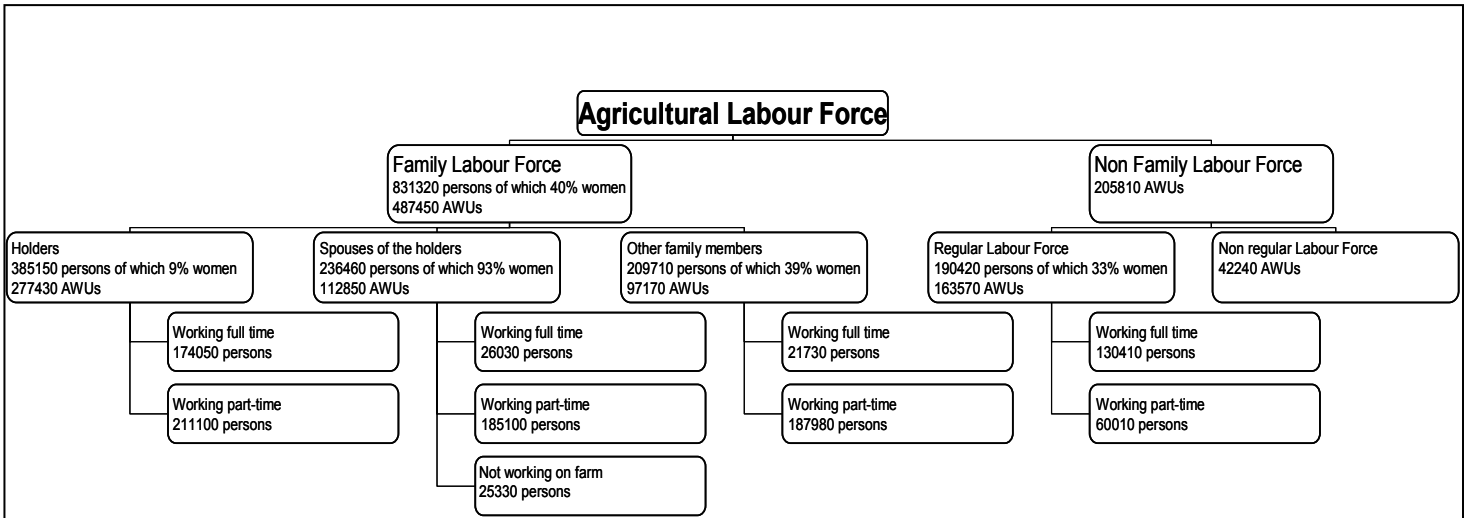 Agricultural Labour Force
Family Labour Force
831320 persons of which 40% women
487450 AWUs
Non Family Labour Force
205810 AWUs
Holders
385150 persons of which 9% women
277430 AWUs
Spouses of the holders
236460 persons of which 93% women
112850 AWUs
Other family members
209710 persons of which 39% women
97170 AWUs
Regular Labour Force
190420 persons of which 33% women
163570 AWUs
Non regular Labour Force
42240 AWUs
Working full time
174050 persons
Working full time
26030 persons
Working full time
21730 persons
Working full time
130410 persons
Working part-time
211100 persons
Working part-time
185100 persons
Working part-time
187980 persons
Working part-time
60010 persons
Not working on farm
25330 persons